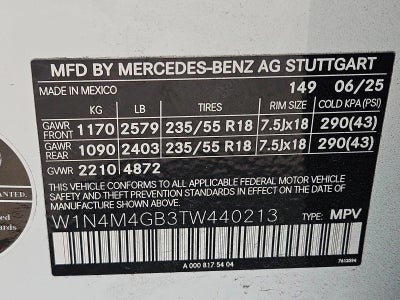 MFD BY MERCEDES-BENZ AG STUTTGART
MADE IN MEXICO 149 06/25
KG LB TIRES RIM SIZE COLD KPA (PSI)
GAWR FRONT 1170 2579 235/55 R18 7.5Jx18 290(43)
GAWR REAR 1090 2403 235/55 R18 7.5Jx18 290(43)
GVWR 2210 4872
THIS VEHICLE CONFORMS TO ALL APPLICABLE FEDERAL MOTOR VEHICLE
SAFETY, BUMPER, AND THEFT PREVENTION STANDARDS IN EFFECT ON THE DATE OF
MANUFACTURE SHOWN ABOVE.
W1N4M4GB3TW440213 TYPE: MPV
A 000 817 54 04